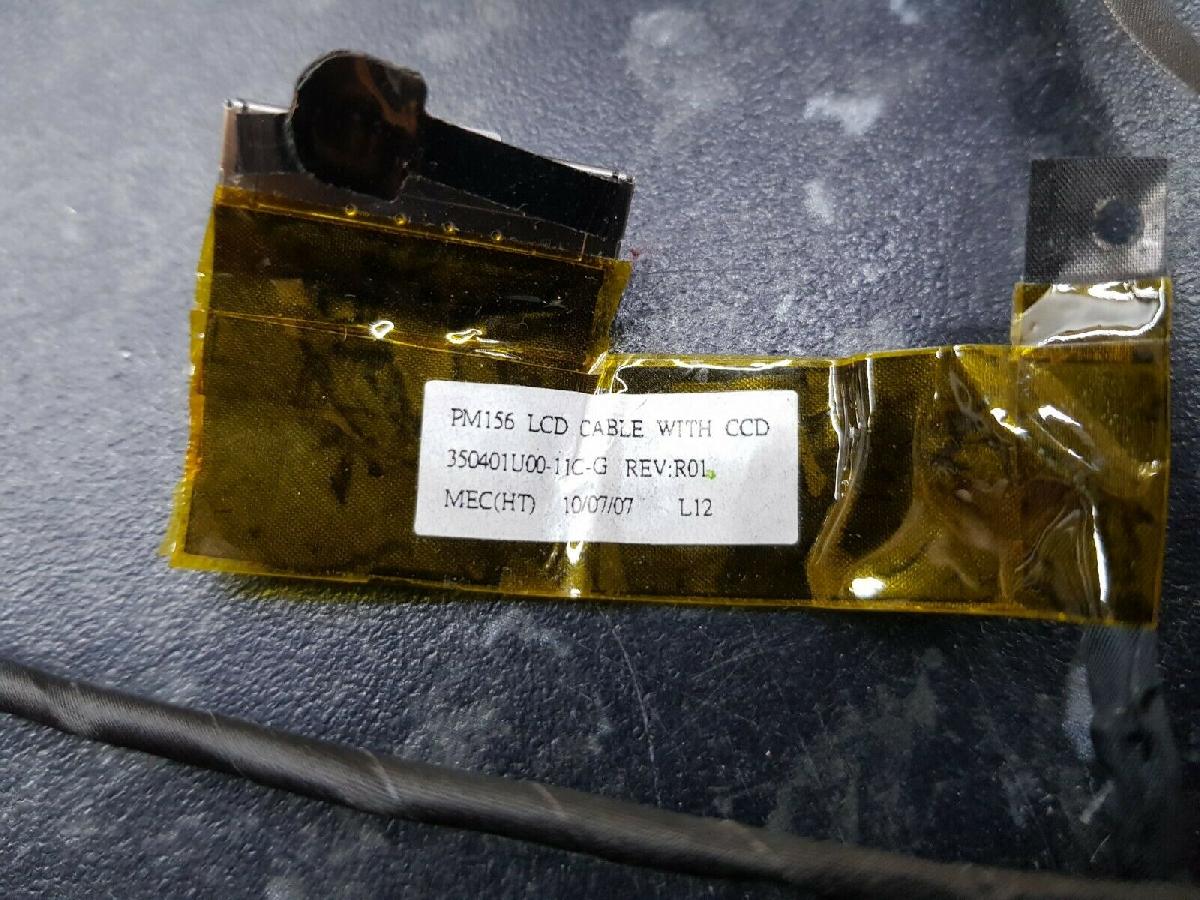 PM156 LCD CABLE WITH CCD
350401U00-11C-G REV:R01
MEC(HT) 10/07/07 L12